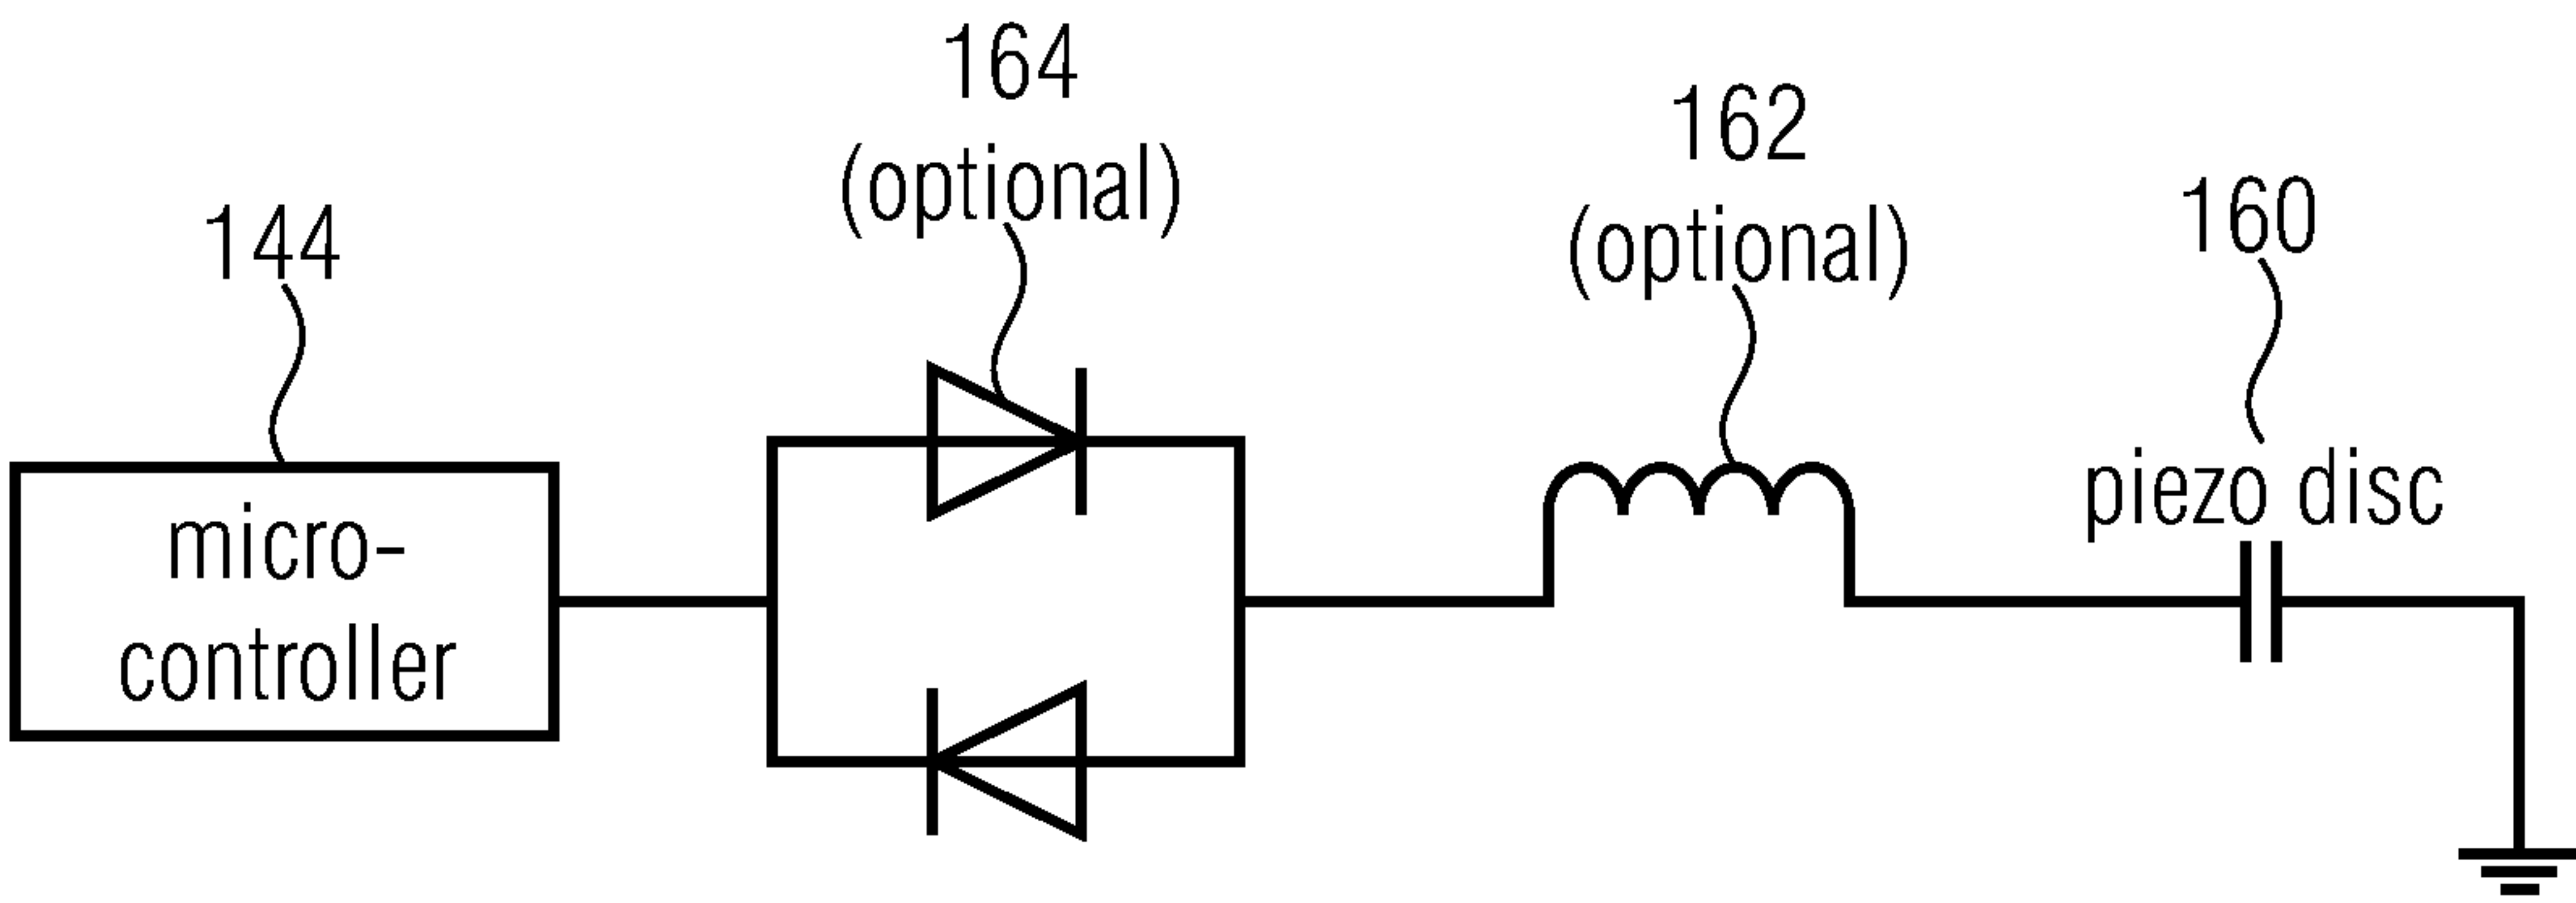 164
(optional)
162
(optional)
160
144
piezo disc
micro-
controller